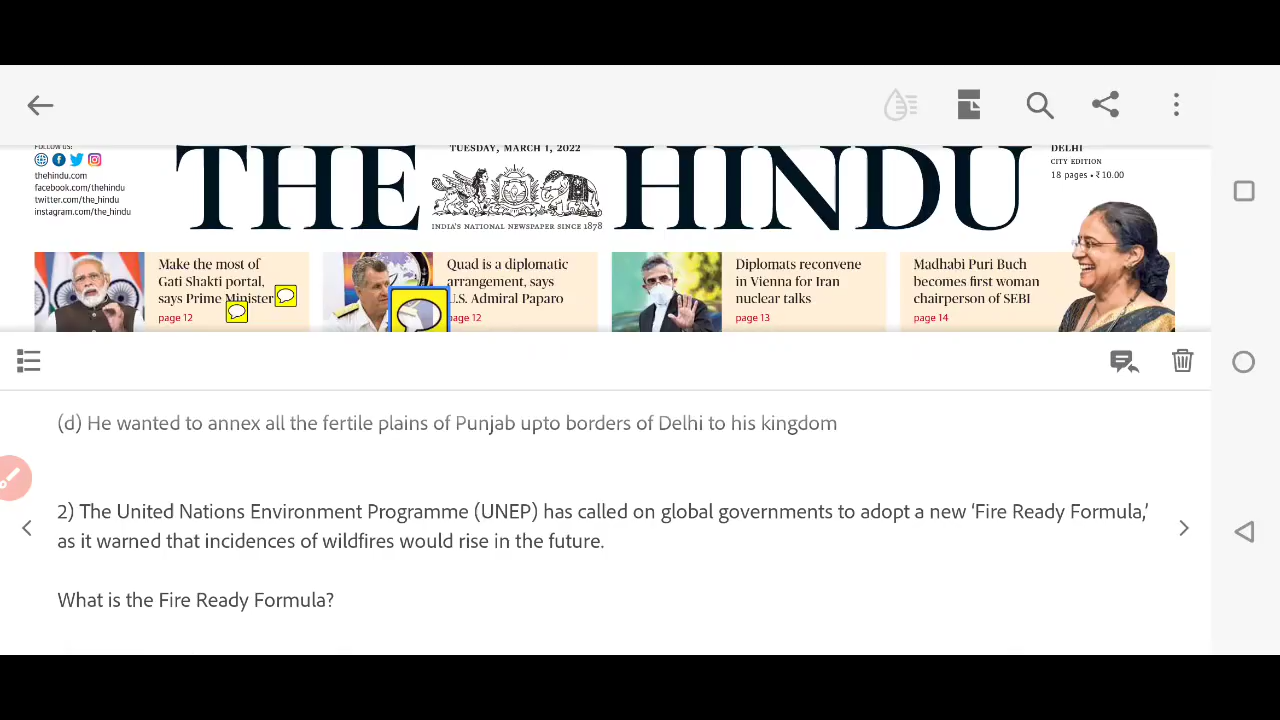 FOLLOW US:
thehindu.com
facebook.com/thehindu
twitter.com/the_hindu
instagram.com/the_hindu
THE HINDU
TUESDAY, MARCH 1, 2022
INDIA'S NATIONAL NEWSPAPER SINCE 1878
DELHI
CITY EDITION
18 pages • ₹10.00
Make the most of
Gati Shakti portal,
says Prime Minister
page 12
Quad is a diplomatic
arrangement, says
U.S. Admiral Paparo
page 12
Diplomats reconvene
in Vienna for Iran
nuclear talks
page 13
Madhabi Puri Buch
becomes first woman
chairperson of SEBI
page 14
(d) He wanted to annex all the fertile plains of Punjab upto borders of Delhi to his kingdom
2) The United Nations Environment Programme (UNEP) has called on global governments to adopt a new ‘Fire Ready Formula,’
as it warned that incidences of wildfires would rise in the future.
What is the Fire Ready Formula?